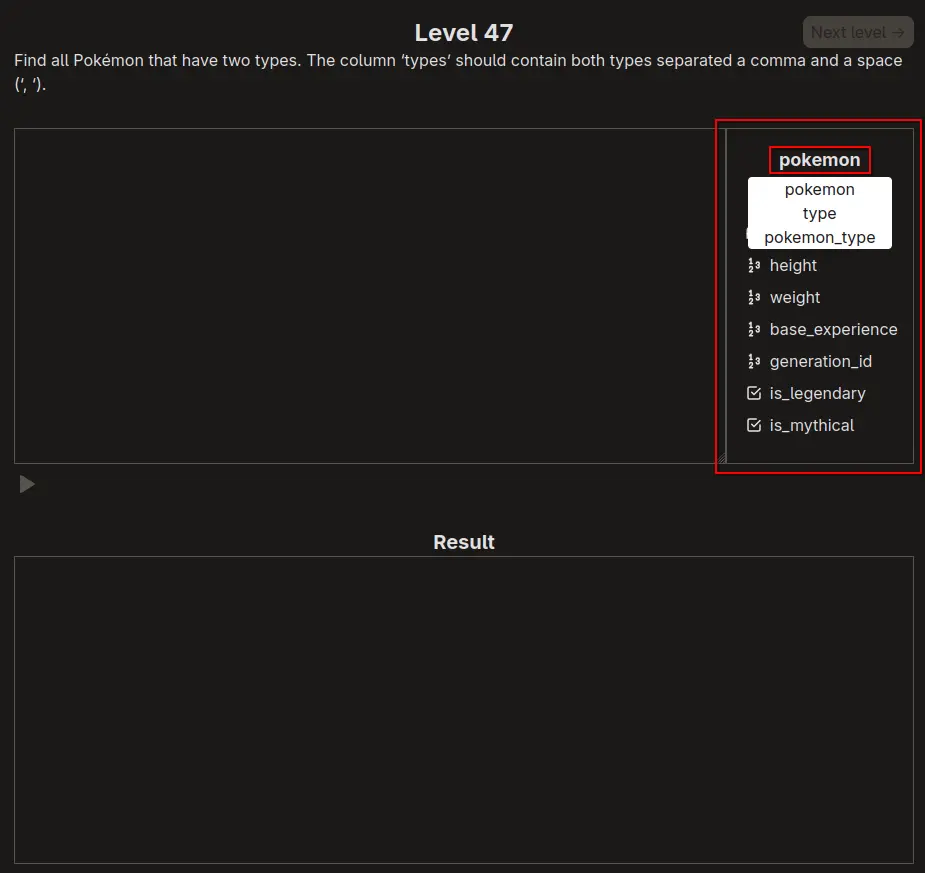 Level 47
Next level →
Find all Pokémon that have two types. The column ‘types’ should contain both types separated a comma and a space
(‘, ‘).
pokemon
pokemon
type
pokemon_type
height
weight
base_experience
generation_id
is_legendary
is_mythical
Result